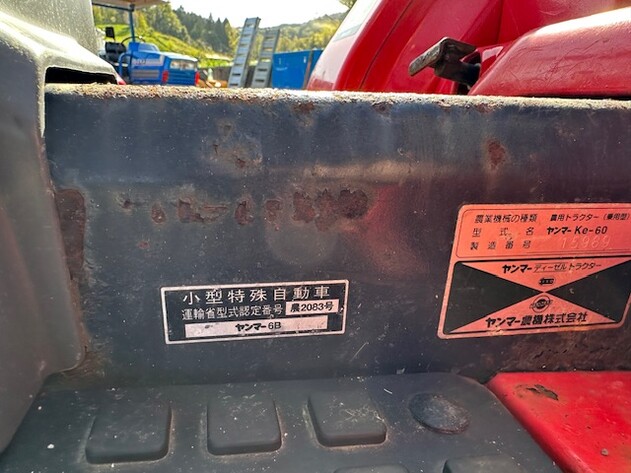 小型特殊自動車
運輸省型式認定番号 農2083号
ヤンマー6B
農業機械の種類 農用トラクター(乗用型)
型式名 ヤンマー Ke-60
製造番号 15989
ヤンマーディーゼルトラクター
ヤンマー農機株式会社